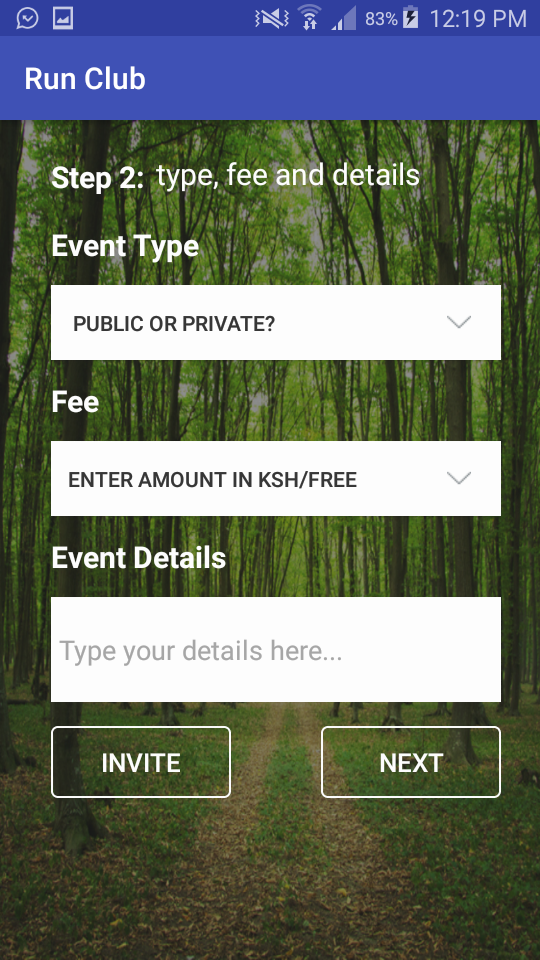 83% 12:19 PM
Run Club
Step 2: type, fee and details
Event Type
PUBLIC OR PRIVATE?
Fee
ENTER AMOUNT IN KSH/FREE
Event Details
Type your details here...
INVITE NEXT